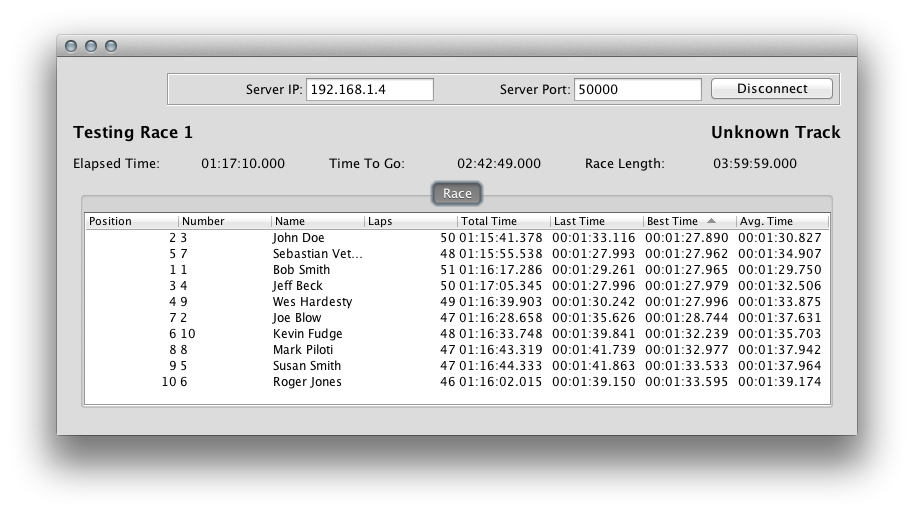 Server IP: 192.168.1.4 Server Port: 50000 Disconnect
Testing Race 1 Unknown Track
Elapsed Time: 01:17:10.000 Time To Go: 02:42:49.000 Race Length: 03:59:59.000
Race
Position Number Name Laps Total Time Last Time Best Time Avg. Time
2 3 John Doe 50 01:15:41.378 00:01:33.116 00:01:27.890 00:01:30.827
5 7 Sebastian Vet... 48 01:15:55.538 00:01:27.993 00:01:27.962 00:01:34.907
1 1 Bob Smith 51 01:16:17.286 00:01:29.261 00:01:27.965 00:01:29.750
3 4 Jeff Beck 50 01:17:05.345 00:01:27.996 00:01:27.979 00:01:32.506
4 9 Wes Hardesty 49 01:16:39.903 00:01:30.242 00:01:27.996 00:01:33.875
7 2 Joe Blow 47 01:16:28.658 00:01:35.626 00:01:28.744 00:01:37.631
6 10 Kevin Fudge 48 01:16:33.748 00:01:39.841 00:01:32.239 00:01:35.703
8 8 Mark Piloti 47 01:16:43.319 00:01:41.739 00:01:32.977 00:01:37.942
9 5 Susan Smith 47 01:16:44.333 00:01:41.863 00:01:33.533 00:01:37.964
10 6 Roger Jones 46 01:16:02.015 00:01:39.150 00:01:33.595 00:01:39.174